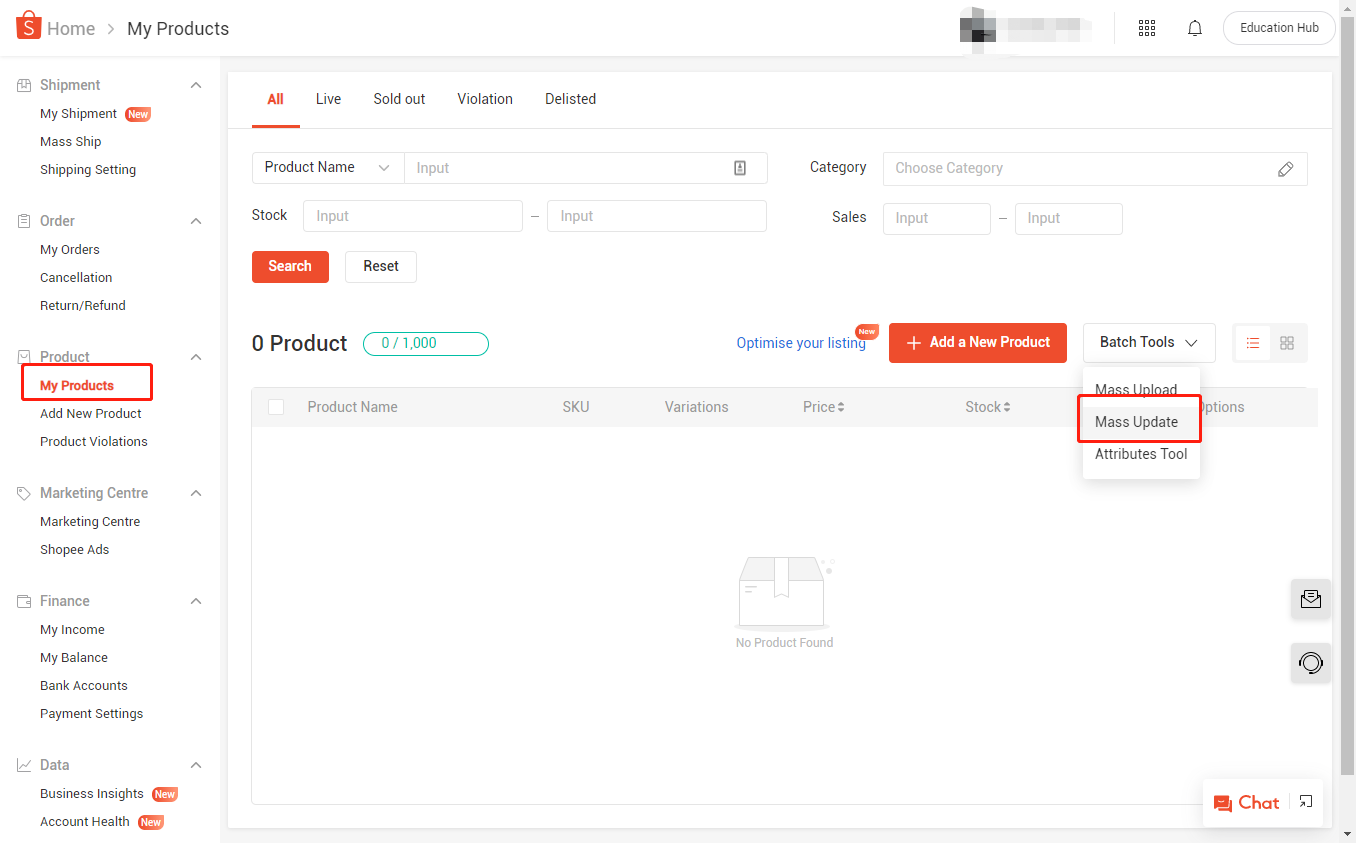 S Home > My Products
Education Hub
Shipment
My Shipment New
Mass Ship
Shipping Setting
Order
My Orders
Cancellation
Return/Refund
Product
My Products
Add New Product
Product Violations
Marketing Centre
Marketing Centre
Shopee Ads
Finance
My Income
My Balance
Bank Accounts
Payment Settings
Data
Business Insights New
Account Health New
All Live Sold out Violation Delisted
Product Name Input Category Choose Category
Stock Input – Input Sales Input – Input
Search Reset
0 Product 0 / 1,000 Optimise your listing New + Add a New Product Batch Tools
Mass Upload
Mass Update
Attributes Tool
Product Name SKU Variations Price Stock ptions
No Product Found
Chat